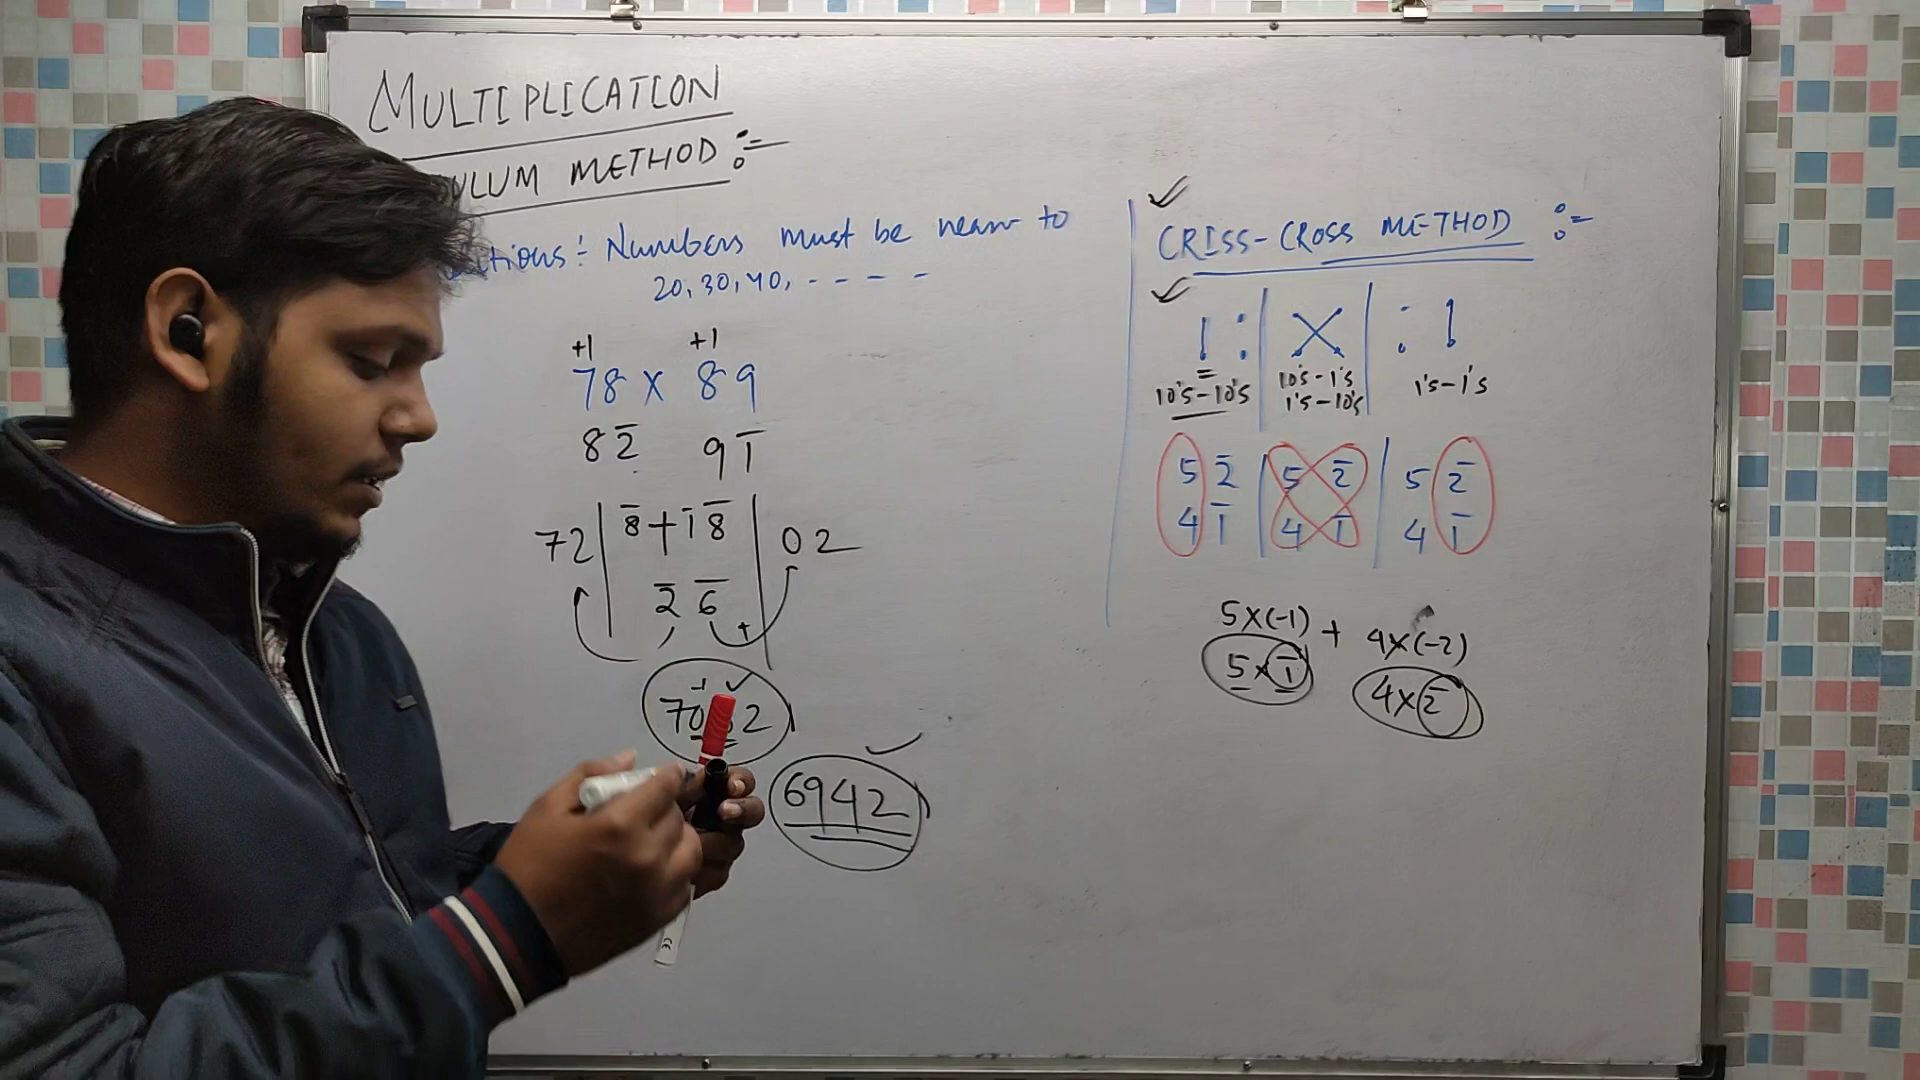 MULTIPLICATION
METHOD :-
Numbers must be near to
20, 30, 40, - - - -
+1 +1
78 x 89
82̅ 91̅
72 | 8̅ + 1̅8̅ | 02
2̅6̅ +
-1 ✓
6942
✓
CRISS-CROSS METHOD :-
✓
10's-10's | 10's-1's | 1's-1's
1's-10's
5 2̅ | 5 2̅ | 5 2̅
4 1̅ | 4 1̅ | 4 1̅
5x(-1) + 4x(-2)
5x1̅ 4x2̅